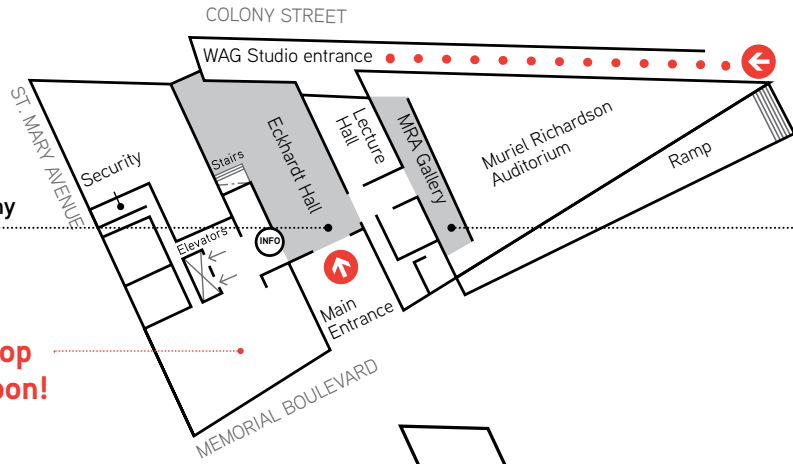 COLONY STREET
WAG Studio entrance
ST. MARY AVENUE
Security
Stairs
Eckhardt Hall
Lecture
Hall
MRA Gallery
Muriel Richardson
Auditorium
Ramp
Elevators
INFO
Main
Entrance
MEMORIAL BOULEVARD